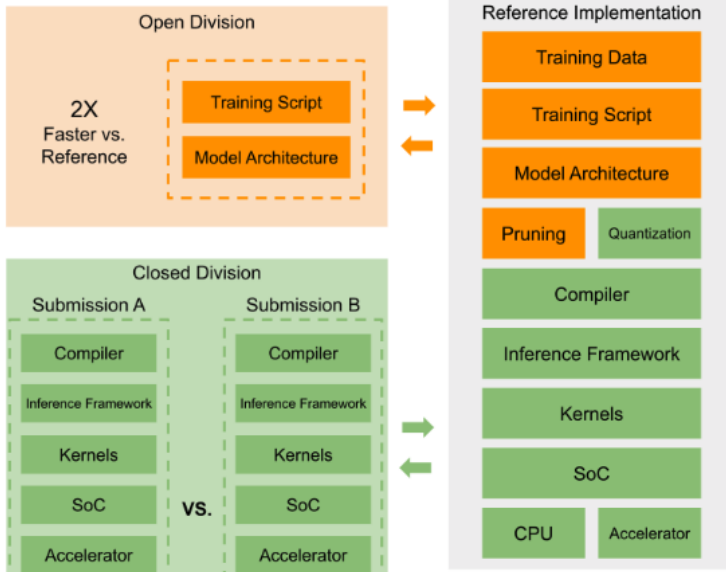 Open Division
2X
Faster vs.
Reference
Training Script
Model Architecture
Closed Division
Submission A
Compiler
Inference Framework
Kernels
SoC
Accelerator
vs.
Submission B
Compiler
Inference Framework
Kernels
SoC
Accelerator
Reference Implementation
Training Data
Training Script
Model Architecture
Pruning
Quantization
Compiler
Inference Framework
Kernels
SoC
CPU
Accelerator